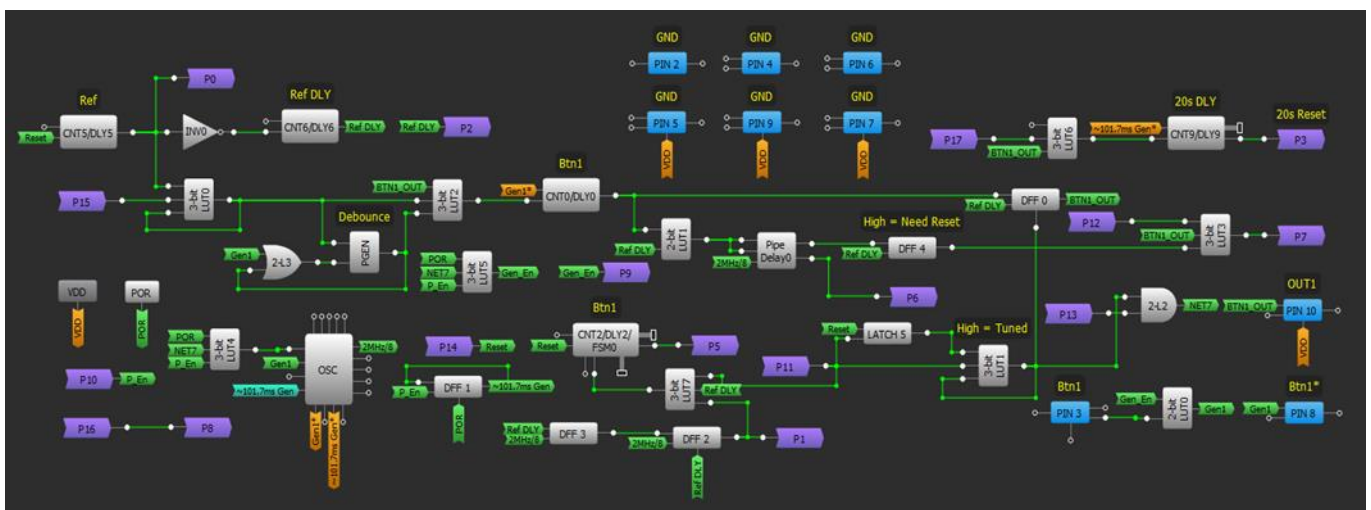 GND
GND
GND
PIN 2
PIN 4
PIN 6
P0
Ref
Ref DLY
GND
GND
GND
20s DLY
20s Reset
Reset
CNT5/DLY5
INV0
CNT6/DLY6
Ref DLY
Ref DLY
P2
PIN 5
PIN 9
PIN 7
VDD
VDD
VDD
P17
BTN1_OUT
3-bit LUT6
~101.7ms Gen*
CNT9/DLY9
P3
Btn1
P15
3-bit LUT0
BTN1_OUT
3-bit LUT2
Gen1*
CNT0/DLY0
Ref DLY
DFF 0
BTN1_OUT
Debounce
High = Need Reset
P12
BTN1_OUT
3-bit LUT3
P7
Gen1
2-L3
PGEN
POR
NET7
P_En
3-bit LUT5
Gen_En
Gen_En
P9
Ref DLY
2-bit LUT1
2MHz/8
Pipe Delay0
Ref DLY
DFF 4
P6
VDD
POR
VDD
POR
OUT1
Btn1
P13
2-L2
NET7
BTN1_OUT
PIN 10
VDD
POR
NET7
P_En
3-bit LUT4
OSC
2MHz/8
Gen1
~101.7ms Gen
Gen1*
~101.7ms Gen*
P14
Reset
Reset
CNT2/DLY2/
FSM0
P5
Reset
LATCH 5
High = Tuned
3-bit LUT1
P11
P10
P_En
P_En
DFF 1
~101.7ms Gen
POR
3-bit LUT7
Ref DLY
Btn1
PIN 3
Gen_En
2-bit LUT0
Gen1
Btn1*
Gen1
PIN 8
P16
P8
Ref DLY
2MHz/8
DFF 3
2MHz/8
DFF 2
P1
Ref DLY